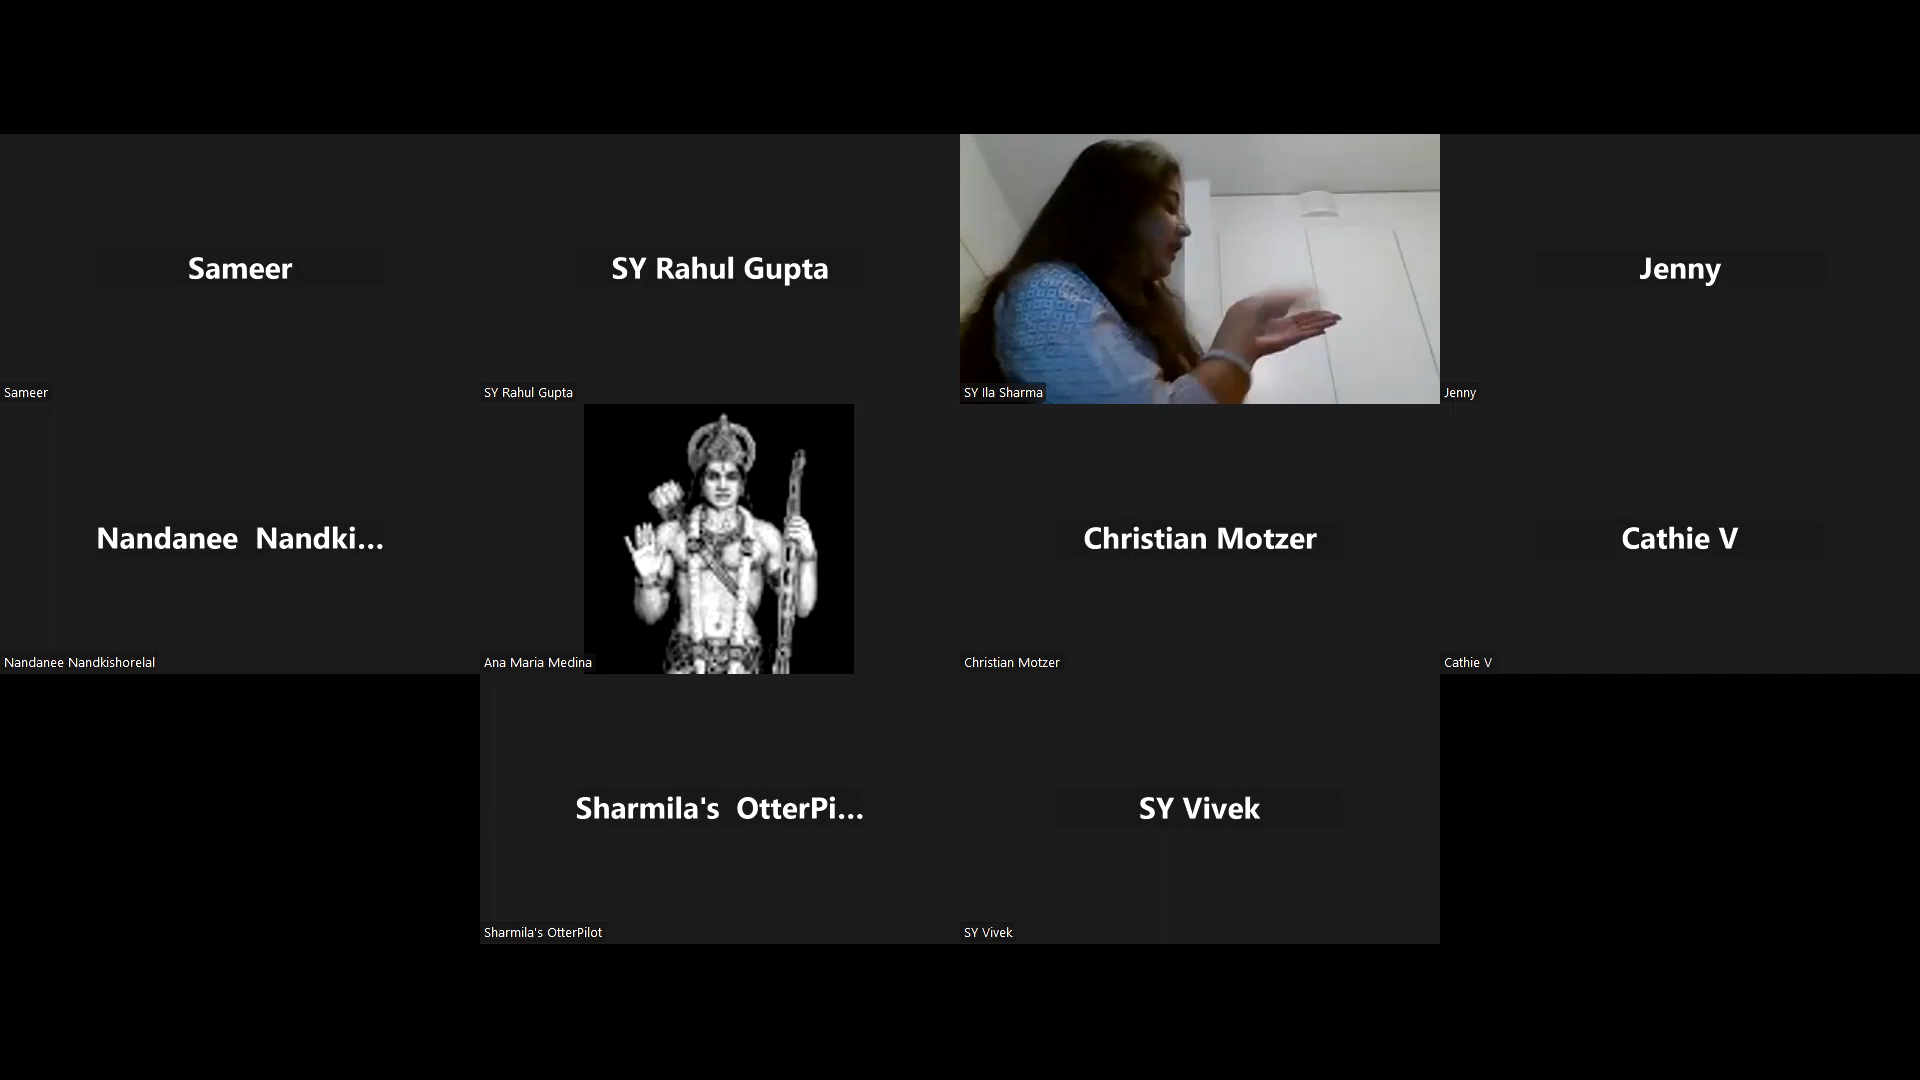 Sameer
Sameer
SY Rahul Gupta
SY Rahul Gupta
SY Ila Sharma
Jenny
Jenny
Nandanee  Nandki...
Nandanee Nandkishorelal
Ana Maria Medina
Christian Motzer
Christian Motzer
Cathie V
Cathie V
Sharmila's  OtterPi...
Sharmila's OtterPilot
SY Vivek
SY Vivek